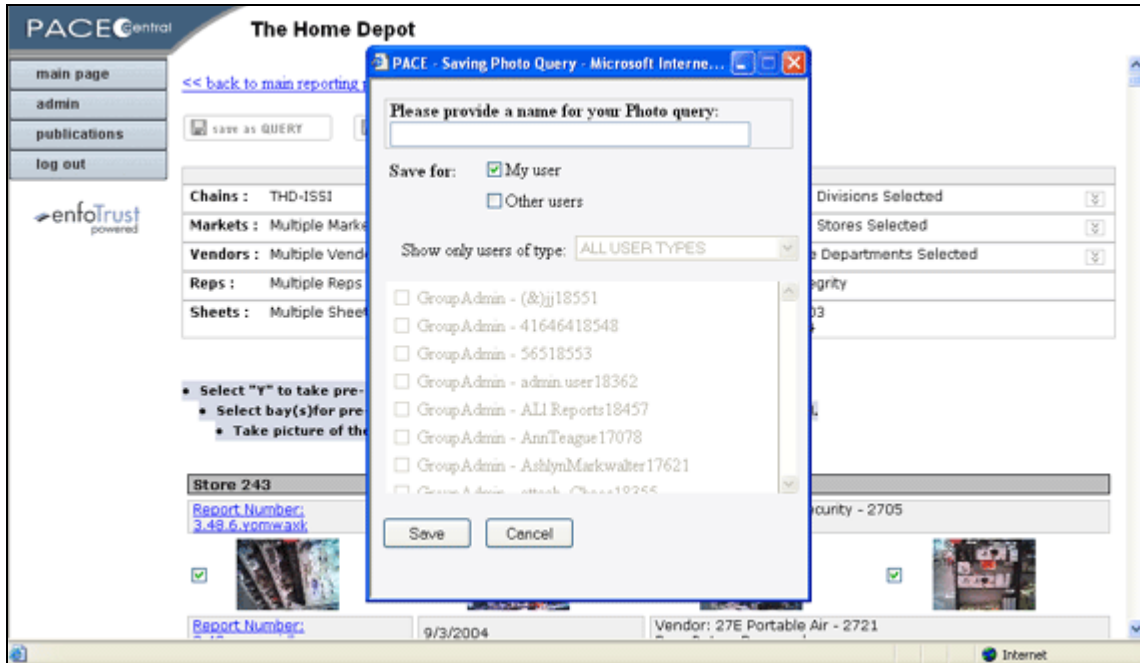 PACE Central
The Home Depot
main page
admin
publications
log out
enfoTrust
powered
<< back to main reporting
save as QUERY
Chains : THD-ISSI
Markets : Multiple Marke
Vendors : Multiple Vend
Reps : Multiple Reps
Sheets : Multiple Sheet
Divisions Selected
Stores Selected
Departments Selected
egrity
03
PACE - Saving Photo Query - Microsoft Interne...
Please provide a name for your Photo query:
Save for: My user
Other users
Show only users of type: ALL USER TYPES
GroupAdmin - (&)jj18551
GroupAdmin - 41646418548
GroupAdmin - 56518553
GroupAdmin - admin.user18362
GroupAdmin - ALI Reports18457
GroupAdmin - AnnTeague17078
GroupAdmin - AshlynMarkwalter17621
Save Cancel
• Select "Y" to take pre-
• Select bay(s)for pre
• Take picture of the
Store 243
Report Number:
3.48.6.yomwaxk
curity - 2705
Report Number:
9/3/2004
Vendor: 27E Portable Air - 2721
Internet